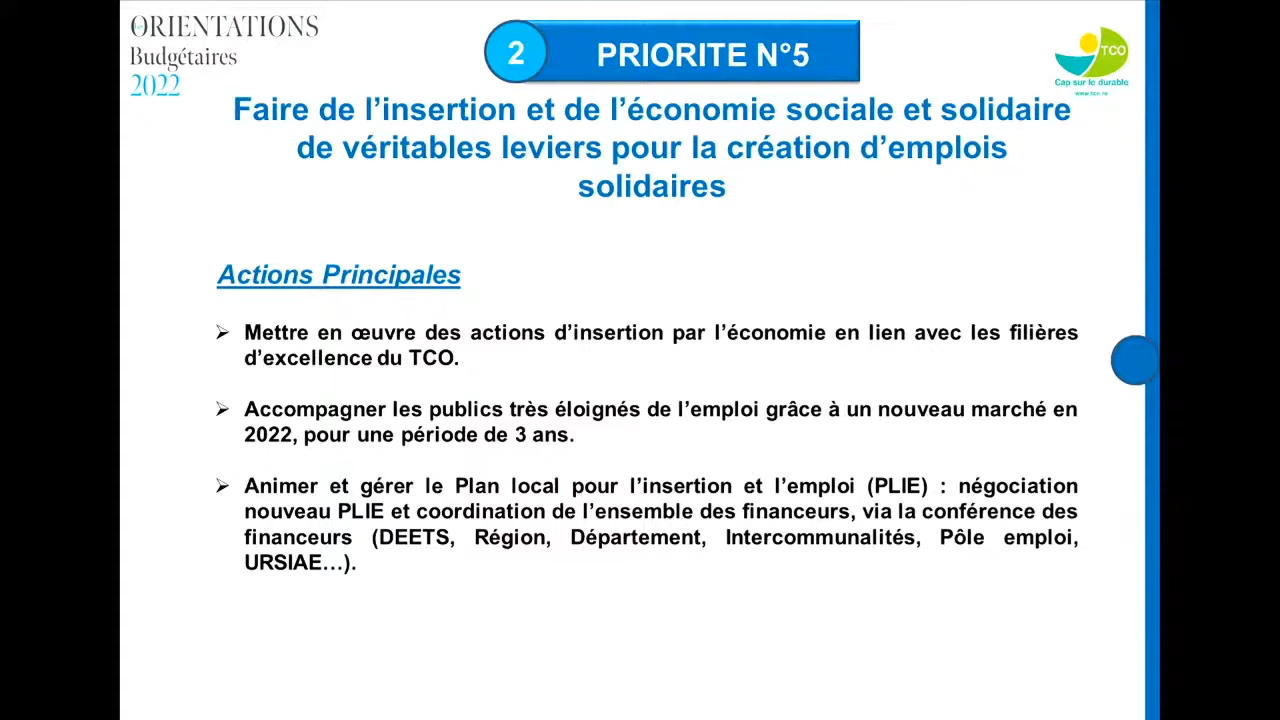 ORIENTATIONS
Budgétaires
2022
2
PRIORITE N°5
TCO
Cap sur le durable
www.tco.re
Faire de l’insertion et de l’économie sociale et solidaire
de véritables leviers pour la création d’emplois
solidaires
Actions Principales
➢ Mettre en œuvre des actions d’insertion par l’économie en lien avec les filières
d’excellence du TCO.
➢ Accompagner les publics très éloignés de l’emploi grâce à un nouveau marché en
2022, pour une période de 3 ans.
➢ Animer et gérer le Plan local pour l’insertion et l’emploi (PLIE) : négociation
nouveau PLIE et coordination de l’ensemble des financeurs, via la conférence des
financeurs (DEETS, Région, Département, Intercommunalités, Pôle emploi,
URSIAE…).